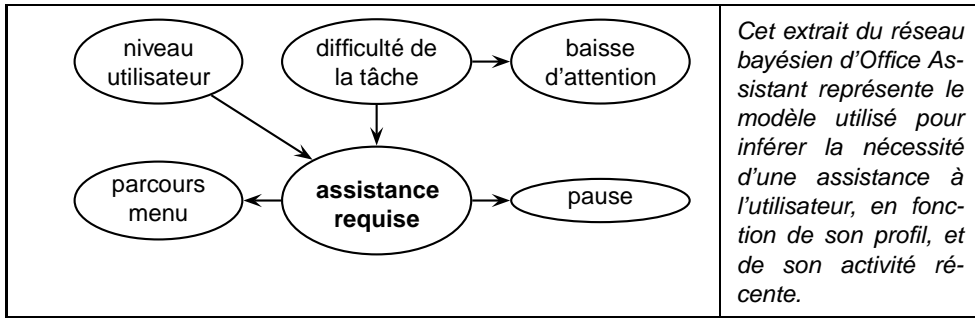 niveau
utilisateur
difficulté de
la tâche
baisse
d'attention
parcours
menu
assistance
requise
pause
Cet extrait du réseau
bayésien d'Office As-
sistant représente le
modèle utilisé pour
inférer la nécessité
d'une assistance à
l'utilisateur, en fonc-
tion de son profil, et
de son activité ré-
cente.